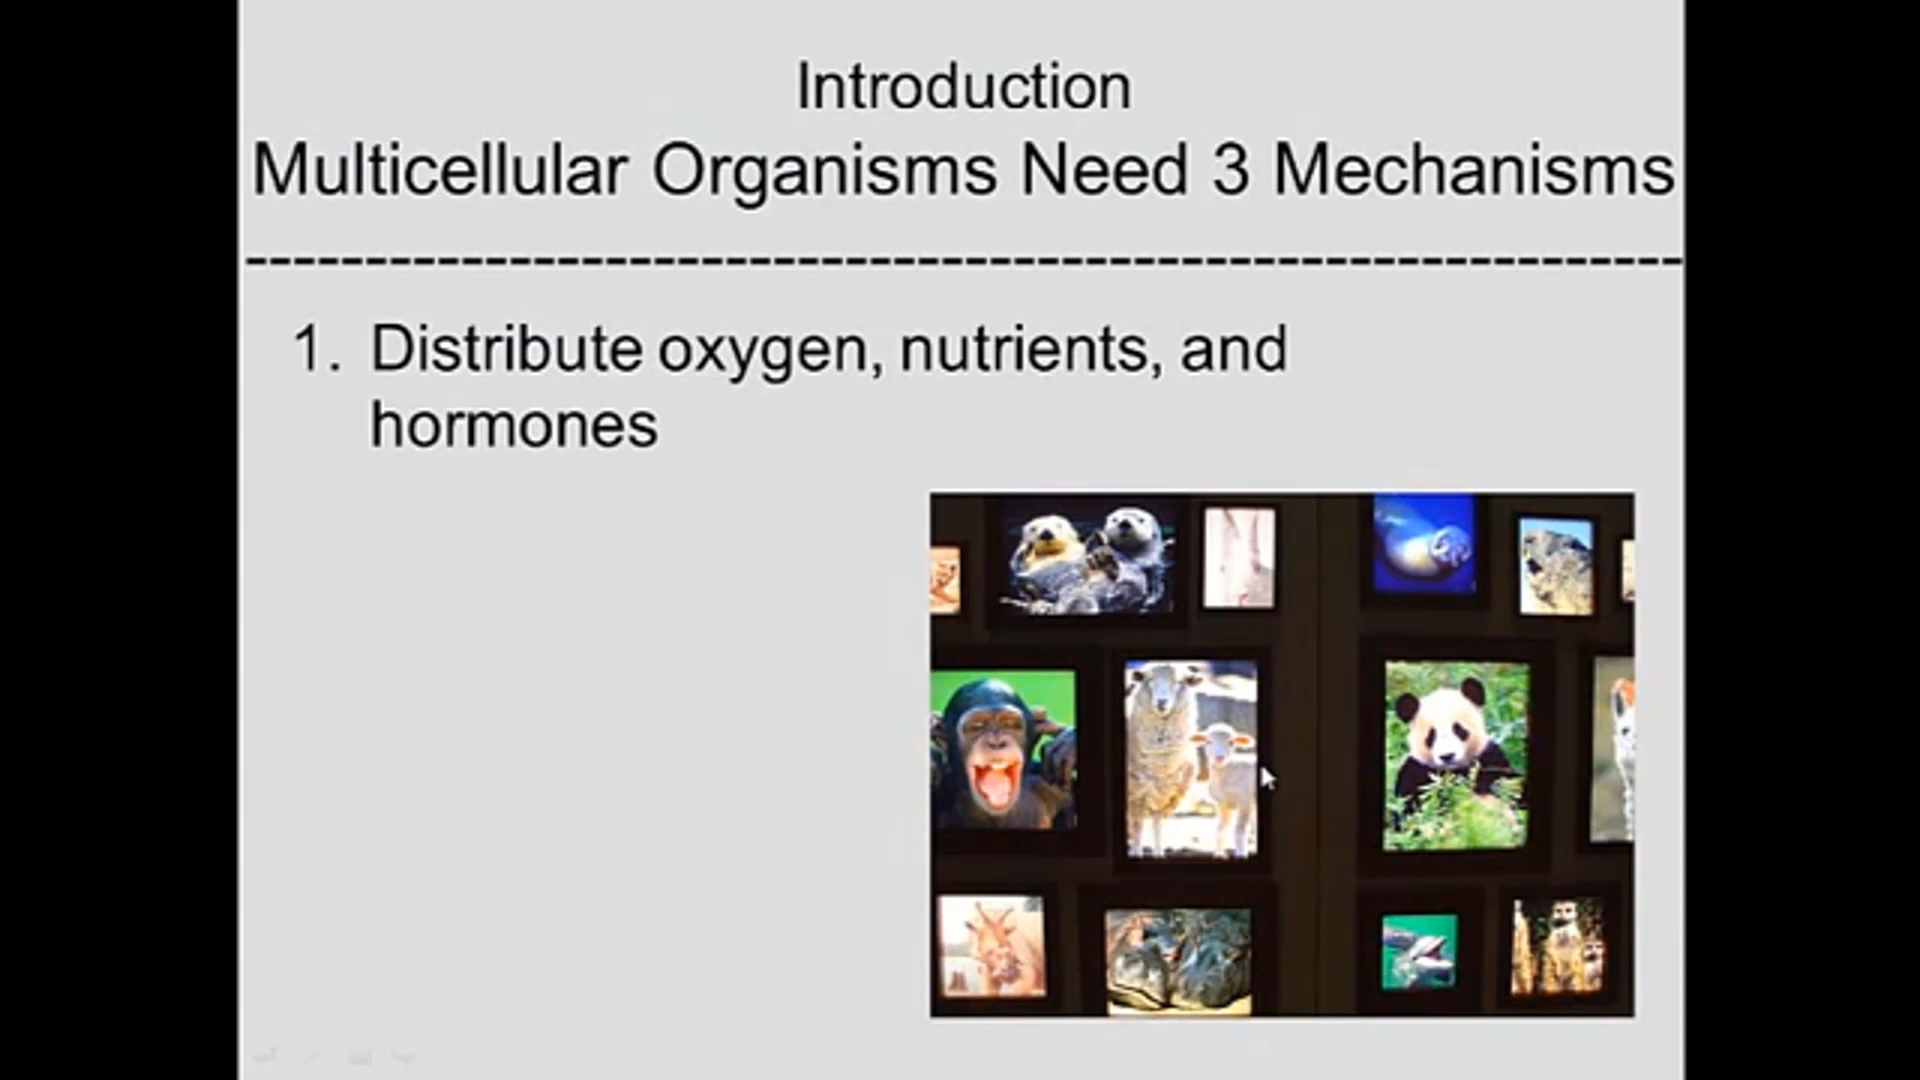 Introduction
Multicellular Organisms Need 3 Mechanisms
------------------------------------------------------------
1. Distribute oxygen, nutrients, and
hormones